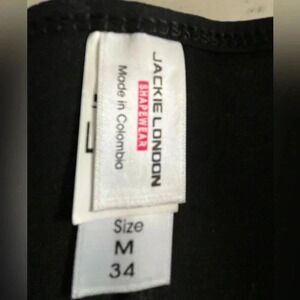 JACKIE LONDON
SHAPEWEAR
Made in Colombia
Size
M
34